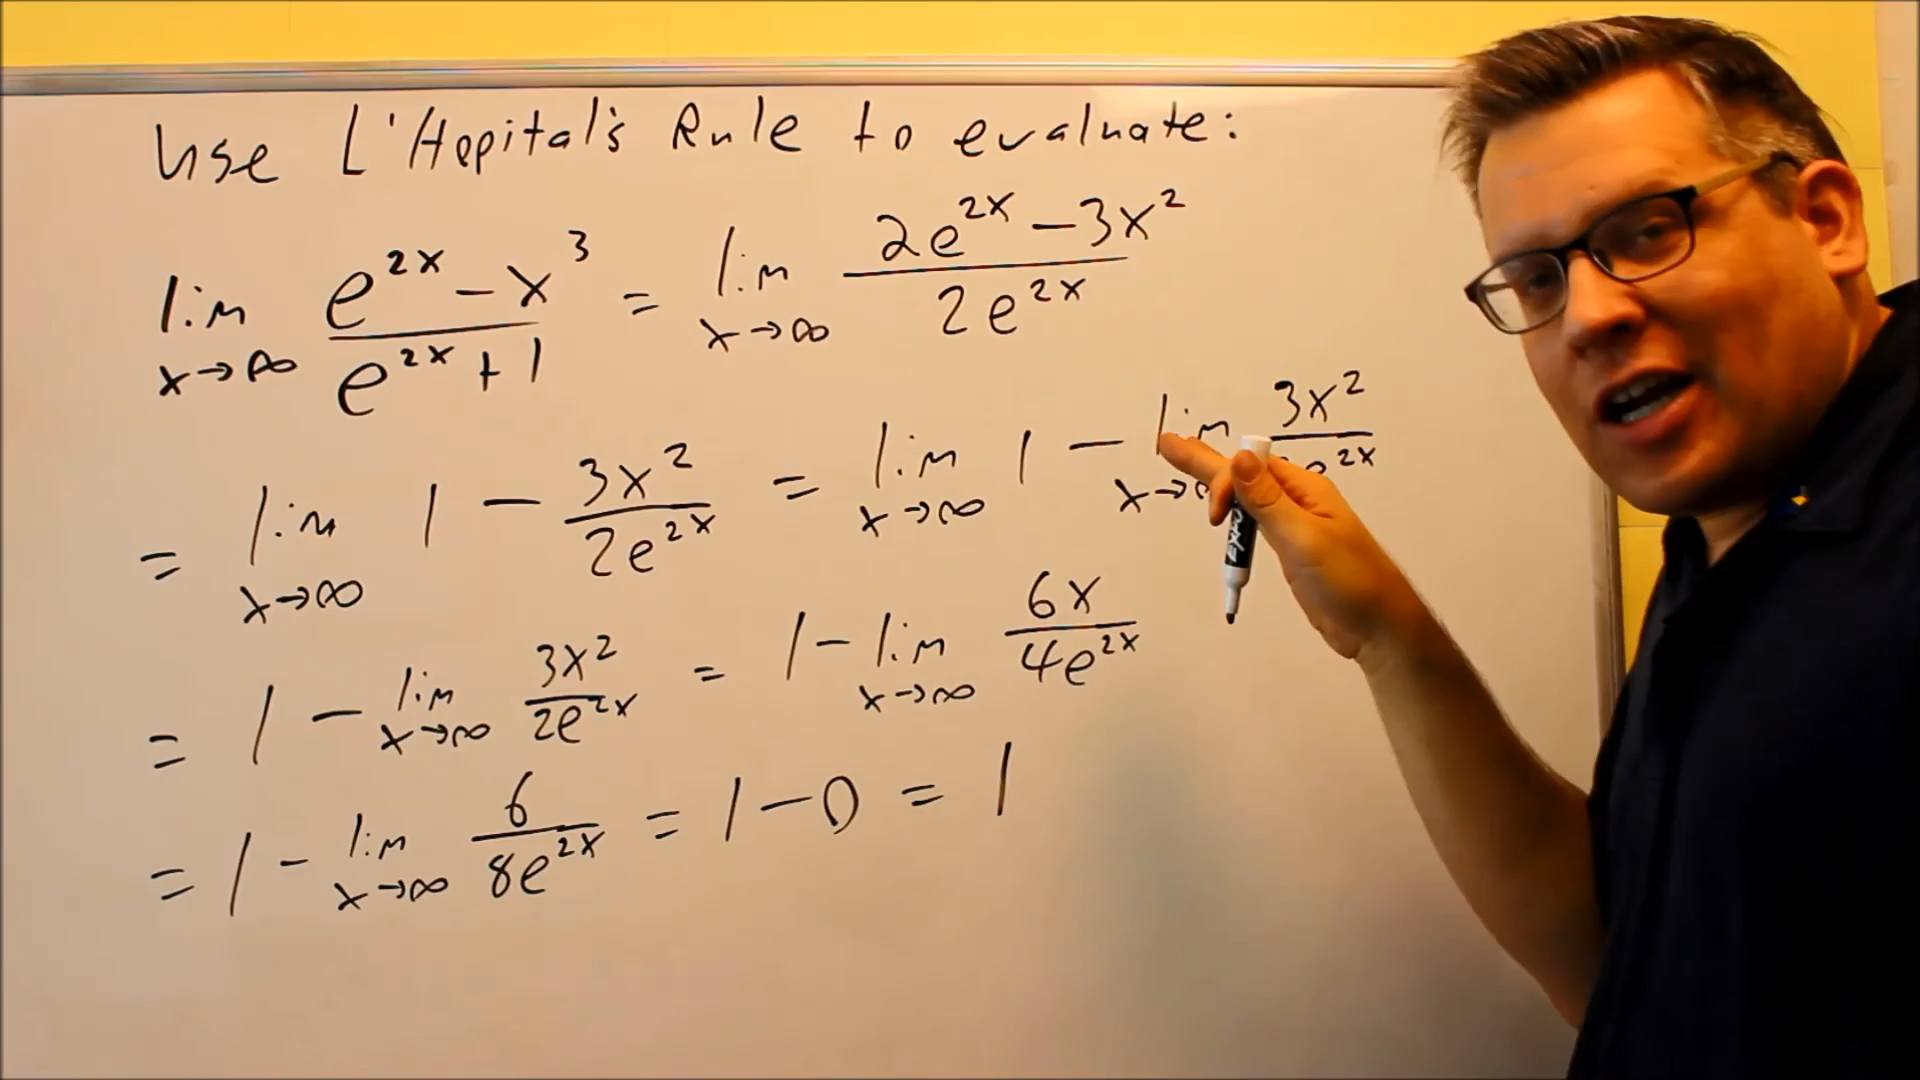 Use L'Hopital's Rule to evaluate:
lim x→∞ (e^{2x} - x^3)/(e^{2x} + 1) = lim x→∞ (2e^{2x} - 3x^2)/(2e^{2x})
= lim x→∞ 1 - 3x^2/(2e^{2x}) = lim x→∞ 1 - lim x→ 3x^2/(e^{2x})
= 1 - lim x→∞ 3x^2/(2e^{2x}) = 1 - lim x→∞ 6x/(4e^{2x})
= 1 - lim x→∞ 6/(8e^{2x}) = 1 - 0 = 1
EXPO